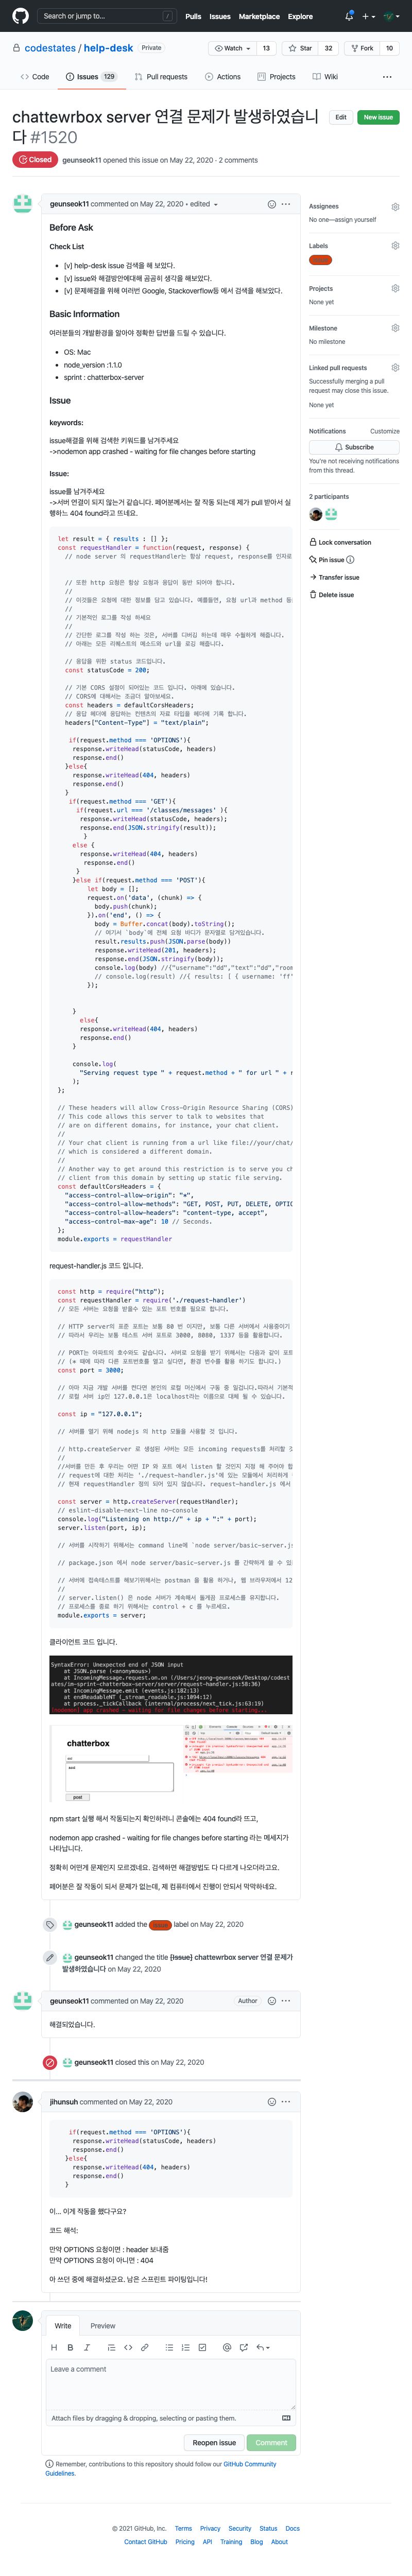 Search or jump to...
/
Pulls
Issues
Marketplace
Explore
codestates / help-desk
Private
Watch
13
Star
32
Fork
10
Code
Issues
129
Pull requests
Actions
Projects
Wiki
chattewrbox server 연결 문제가 발생하였습니
다 #1520
Edit
New issue
Closed
geunseok11 opened this issue on May 22, 2020 · 2 comments
geunseok11 commented on May 22, 2020 • edited
Before Ask
Check List
[v] help-desk issue 검색을 해 보았다.
[v] issue와 해결방안에대해 곰곰히 생각을 해보았다.
[v] 문제해결을 위해 여러번 Google, Stackoverflow등 에서 검색을 해보았다.
Basic Information
여러분들의 개발환경을 알아야 정확한 답변을 드릴 수 있습니다.
OS: Mac
node_version :1.1.0
sprint : chatterbox-server
Issue
keywords:
issue해결을 위해 검색한 키워드를 남겨주세요
->nodemon app crashed - waiting for file changes before starting
Issue:
issue를 남겨주세요
->서버 연결이 되지 않는거 같습니다. 페어분께서는 잘 작동 되는데 제가 pull 받아서 실
행하느 404 found라고 뜨네요.
let result = { results : [] };
const requestHandler = function(request, response) {
// node server 의 requestHandler는 항상 request, response를 인자로
// 또한 http 요청은 항상 요청과 응답이 동반 되어야 합니다.
//
// 이것들은 요청에 대한 정보를 담고 있습니다. 예를들면, 요청 url과 method 등
//
// 기본적인 로그를 작성 하세요
//
// 간단한 로그를 작성 하는 것은, 서버를 디버깅 하는데 매우 수월하게 해줍니다.
// 아래는 모든 리퀘스트의 메소드와 url을 로깅 해줍니다.
// 응답을 위한 status 코드입니다.
const statusCode = 200;
// 기본 CORS 설정이 되어있는 코드 입니다. 아래에 있습니다.
// CORS에 대해서는 조금더 알아보세요.
const headers = defaultCorsHeaders;
// 응답 헤더에 응답하는 컨텐츠의 자료 타입을 헤더에 기록 합니다.
headers["Content-Type"] = "text/plain";
if(request.method === 'OPTIONS'){
response.writeHead(statusCode, headers)
response.end()
}else{
response.writeHead(404, headers)
response.end()
}
if(request.method === 'GET'){
if(request.url === '/classes/messages' ){
response.writeHead(statusCode, headers);
response.end(JSON.stringify(result));
}
else {
response.writeHead(404, headers)
response.end()
}
}else if(request.method === 'POST'){
let body = [];
request.on('data', (chunk) => {
body.push(chunk);
}).on('end', () => {
body = Buffer.concat(body).toString();
// 여기서 `body`에 전체 요청 바디가 문자열로 담겨있습니다.
result.results.push(JSON.parse(body))
response.writeHead(201, headers);
response.end(JSON.stringify(body));
console.log(body) //{"username":"dd","text":"dd","room
// console.log(result) //{ results: [ { username: 'ff'
});
}
else{
response.writeHead(404, headers)
response.end()
}
console.log(
"Serving request type " + request.method + " for url " + r
);
};
// These headers will allow Cross-Origin Resource Sharing (CORS)
// This code allows this server to talk to websites that
// are on different domains, for instance, your chat client.
//
// Your chat client is running from a url like file://your/chat/
// which is considered a different domain.
//
// Another way to get around this restriction is to serve you ch
// client from this domain by setting up static file serving.
const defaultCorsHeaders = {
"access-control-allow-origin": "*",
"access-control-allow-methods": "GET, POST, PUT, DELETE, OPTIO
"access-control-allow-headers": "content-type, accept",
"access-control-max-age": 10 // Seconds.
};
module.exports = requestHandler
request-handler.js 코드 입니다.
const http = require("http");
const requestHandler = require('./request-handler')
// 모든 서버는 요청을 받을수 있는 포트 번호를 필요로 합니다.
// HTTP server의 표준 포트는 보통 80 번 이지만, 보통 다른 서버에서 사용중이기
// 따라서 우리는 보통 테스트 서버 포트로 3000, 8080, 1337 등을 활용합니다.
// PORT는 아파트의 호수와도 같습니다. 서버로 요청을 받기 위해서는 다음과 같이 포트
// (* 때에 따라 다른 포트번호를 열고 싶다면, 환경 변수를 활용 하기도 합니다.)
const port = 3000;
// 아마 지금 개발 서버를 킨다면 본인의 로컬 머신에서 구동 중 일겁니다.따라서 기본적
// 로컬 서버 ip인 127.0.0.1은 localhost라는 이름으로 대체 될 수 있습니다.
const ip = "127.0.0.1";
// 서버를 열기 위해 nodejs 의 http 모듈을 사용할 것 입니다.
// http.createServer 로 생성된 서버는 모든 incoming requests를 처리할 것
//
//서버를 만든 후 우리는 어떤 IP 와 포트 에서 listen 할 것인지 지정 해 주어야 합
// request에 대한 처리는 './request-handler.js'에 있는 모듈에서 처리하게
// 현재 requestHandler 정의 되어 있지 않습니다. request-handler.js 에서
const server = http.createServer(requestHandler);
// eslint-disable-next-line no-console
console.log("Listening on http://" + ip + ":" + port);
server.listen(port, ip);
// 서버를 시작하기 위해서는 command line에 `node server/basic-server.js
// package.json 에서 node server/basic-server.js 를 간략하게 쓸 수 있
// 서버에 접속테스트를 해보기위해서는 postman 을 활용 하거나, 웹 브라우저에서 12
//
// server.listen() 은 node 서버가 계속해서 돌게끔 프로세스를 유지합니다.
// 프로세스를 종료 하기 위해서는 control + c 를 누르세요.
module.exports = server;
클라이언트 코드 입니다.
SyntaxError: Unexpected end of JSON input
at JSON.parse (<anonymous>)
at IncomingMessage.request.on.on (/Users/jeong-geunseok/Desktop/codest
ates/im-sprint-chatterbox-server/server/request-handler.js:58:36)
at IncomingMessage.emit (events.js:182:13)
at endReadableNT (_stream_readable.js:1094:12)
at process._tickCallback (internal/process/next_tick.js:63:19)
[nodemon] app crashed - waiting for file changes before starting...
chatterbox
post
npm start 실행 해서 작동되는지 확인하려니 콘솔에는 404 found라 뜨고,
nodemon app crashed - waiting for file changes before starting 라는 메세지가
나타납니다.
정확히 어떤게 문제인지 모르겠네요. 검색하면 해결방법도 다 다르게 나오더라고요.
페어분은 잘 작동이 되서 문제가 없는데, 제 컴퓨터에서 진행이 안되서 막막하네요.
geunseok11 added the
label on May 22, 2020
geunseok11 changed the title [Issue] chattewrbox server 연결 문제가
발생하였습니다 on May 22, 2020
geunseok11 commented on May 22, 2020
Author
해결되었습니다.
geunseok11 closed this on May 22, 2020
jihunsuh commented on May 22, 2020
if(request.method === 'OPTIONS'){
response.writeHead(statusCode, headers)
response.end()
}else{
response.writeHead(404, headers)
response.end()
}
이... 이게 작동을 했다구요?
코드 해석:
만약 OPTIONS 요청이면 : header 보내줌
만약 OPTIONS 요청이 아니면 : 404
아 쓰던 중에 해결하셨군요. 남은 스프린트 파이팅입니다!
Write
Preview
Leave a comment
Attach files by dragging & dropping, selecting or pasting them.
Reopen issue
Comment
Remember, contributions to this repository should follow our GitHub Community
Guidelines.
Assignees
No one—assign yourself
Labels
Projects
None yet
Milestone
No milestone
Linked pull requests
Successfully merging a pull
request may close this issue.
None yet
Notifications
Customize
Subscribe
You're not receiving notifications
from this thread.
2 participants
Lock conversation
Pin issue
Transfer issue
Delete issue
© 2021 GitHub, Inc.
Terms
Privacy
Security
Status
Docs
Contact GitHub
Pricing
API
Training
Blog
About